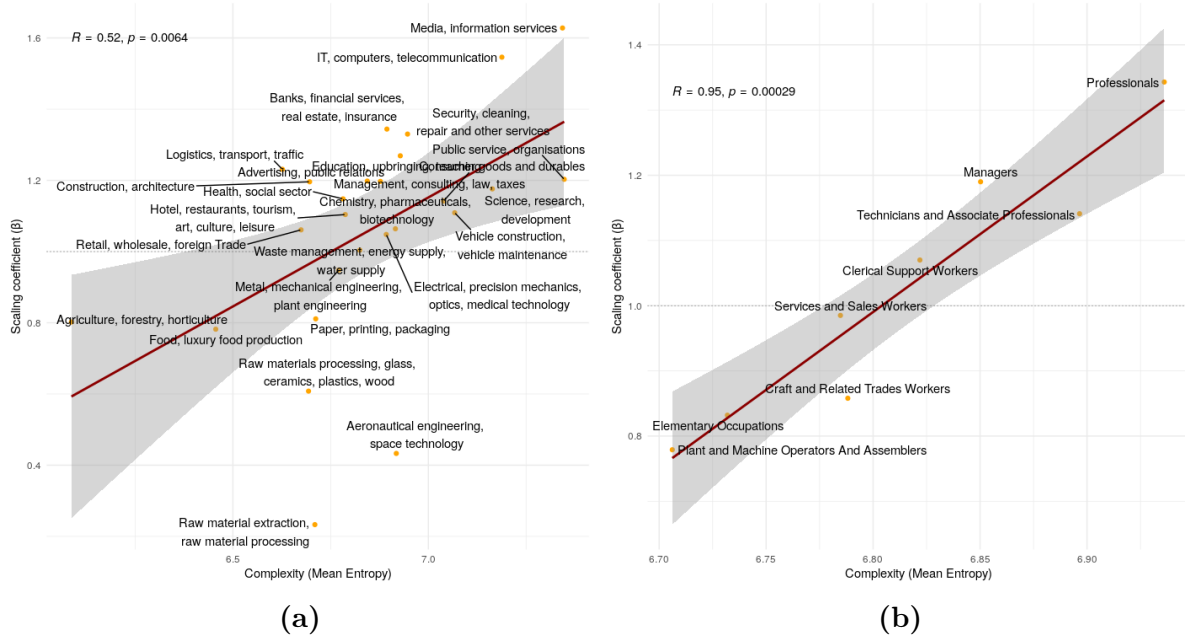 Media, information services
1.6
R = 0.52, p = 0.0064
IT, computers, telecommunication
Banks, financial services,
real estate, insurance
Security, cleaning,
repair and other services
Public service, organisations
Logistics, transport, traffic
Education, upbringing, teaching
Consumer goods and durables
Advertising, public relations
1.2
Construction, architecture
Health, social sector
Management, consulting, law, taxes
Hotel, restaurants, tourism,
art, culture, leisure
Chemistry, pharmaceuticals,
biotechnology
Science, research,
development
Retail, wholesale, foreign Trade
Vehicle construction,
vehicle maintenance
Waste management, energy supply,
water supply
Metal, mechanical engineering,
plant engineering
Electrical, precision mechanics,
optics, medical technology
0.8
Agriculture, forestry, horticulture
Food, luxury food production
Paper, printing, packaging
Raw materials processing, glass,
ceramics, plastics, wood
Aeronautical engineering,
space technology
0.4
Raw material extraction,
raw material processing
6.5
7.0
Scaling coefficient (β)
Complexity (Mean Entropy)
(a)
1.4
R = 0.95, p = 0.00029
Professionals
1.2
Managers
Technicians and Associate Professionals
Clerical Support Workers
1.0
Services and Sales Workers
Craft and Related Trades Workers
Elementary Occupations
0.8
Plant and Machine Operators And Assemblers
6.70
6.75
6.80
6.85
6.90
Scaling coefficient (β)
Complexity (Mean Entropy)
(b)